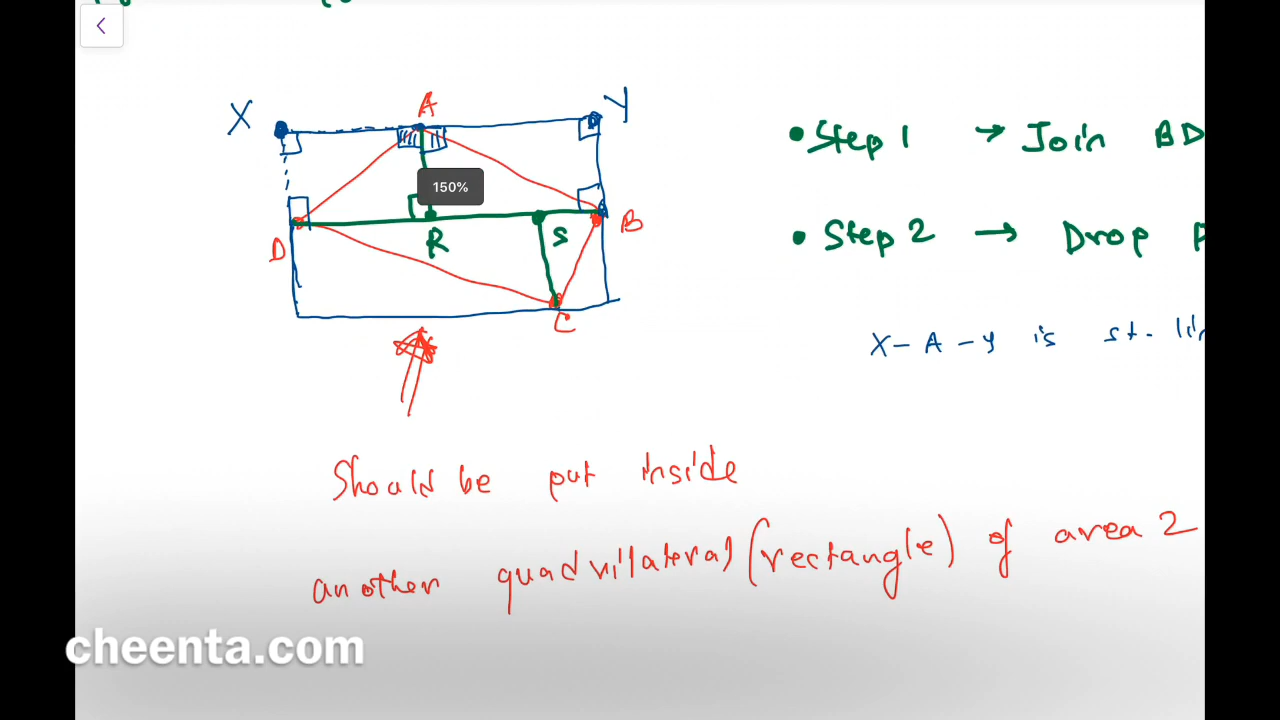 X
A
Y
• Step 1 → Join BD
150%
D
R
S
B
• Step 2 → Drop
C
X - A - Y is st. lin
Should be put inside
another quadrilateral (rectangle) of area 2
cheenta.com